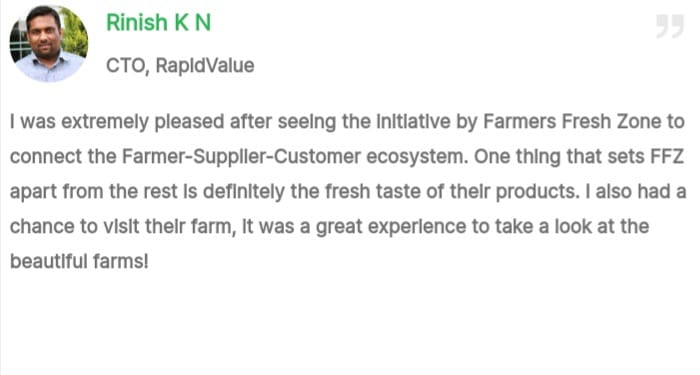 Rinish K N
CTO, RapidValue
I was extremely pleased after seeing the initiative by Farmers Fresh Zone to
connect the Farmer-Supplier-Customer ecosystem. One thing that sets FFZ
apart from the rest is definitely the fresh taste of their products. I also had a
chance to visit their farm, it was a great experience to take a look at the
beautiful farms!